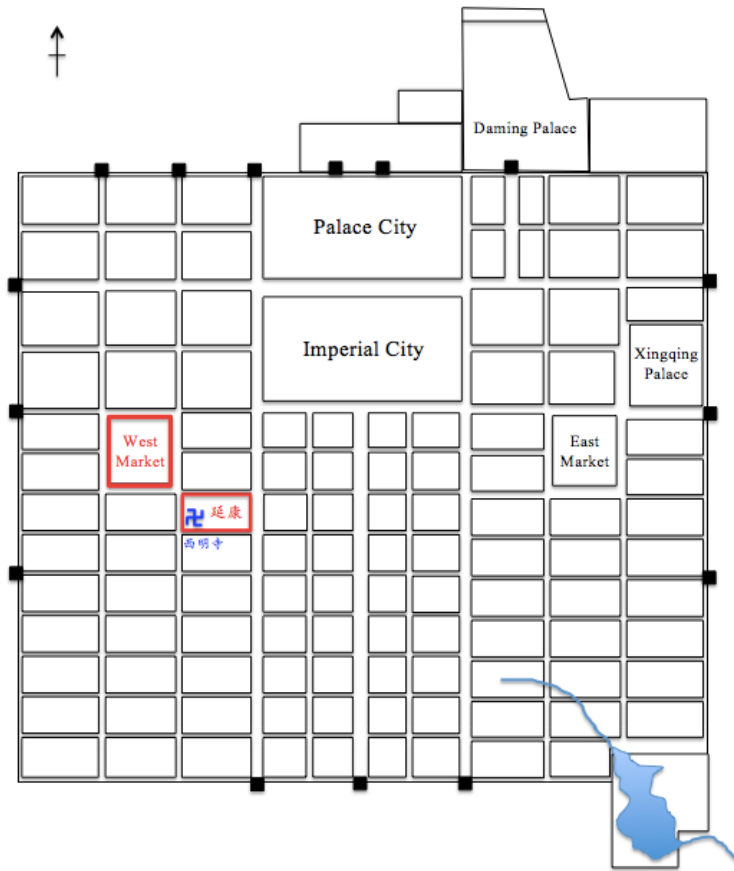 Daming Palace
Palace City
Imperial City
Xingqing
Palace
West
Market
East
Market
卍 延康
西明寺